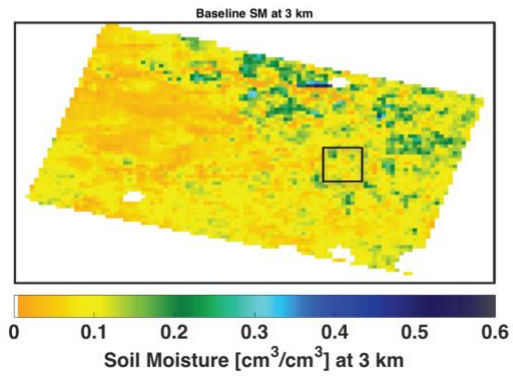 Baseline SM at 3 km
0 0.1 0.2 0.3 0.4 0.5 0.6
Soil Moisture [cm³/cm³] at 3 km